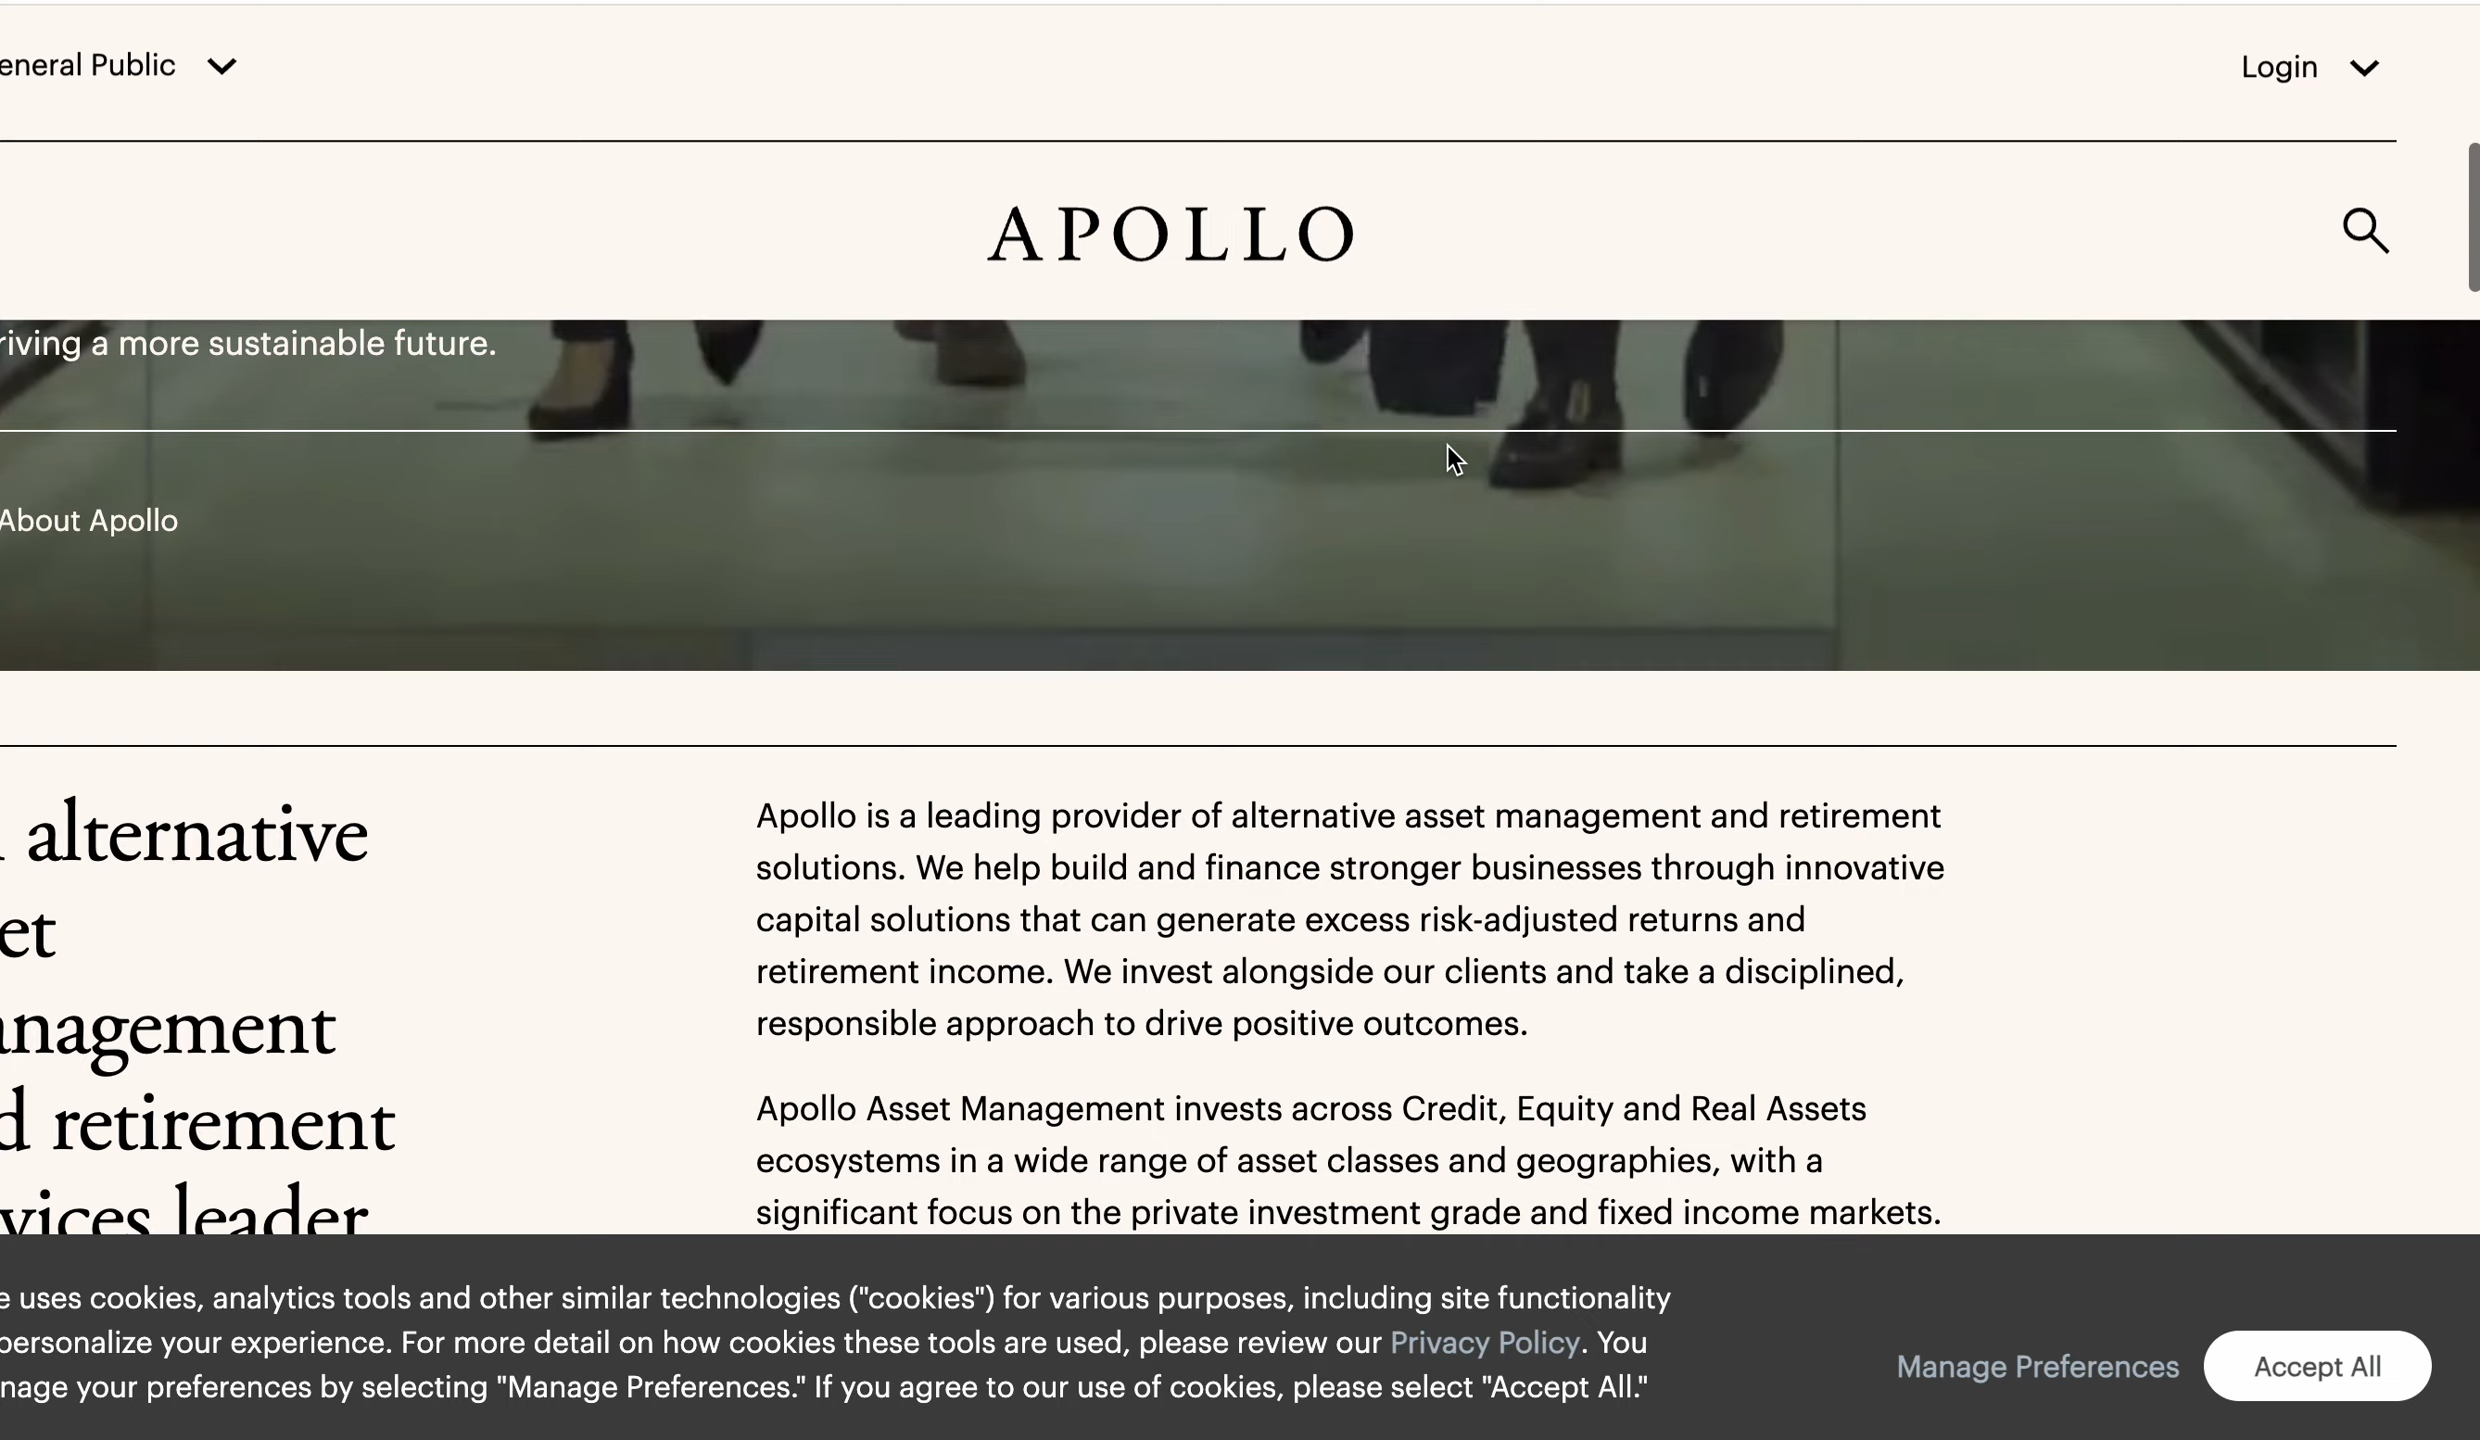 eneral Public
Login
APOLLO
riving a more sustainable future.
About Apollo
alternative
et
anagement
d retirement
vices leader
Apollo is a leading provider of alternative asset management and retirement
solutions. We help build and finance stronger businesses through innovative
capital solutions that can generate excess risk-adjusted returns and
retirement income. We invest alongside our clients and take a disciplined,
responsible approach to drive positive outcomes.
Apollo Asset Management invests across Credit, Equity and Real Assets
ecosystems in a wide range of asset classes and geographies, with a
significant focus on the private investment grade and fixed income markets.
e uses cookies, analytics tools and other similar technologies ("cookies") for various purposes, including site functionality
personalize your experience. For more detail on how cookies these tools are used, please review our Privacy Policy. You
nage your preferences by selecting "Manage Preferences." If you agree to our use of cookies, please select "Accept All."
Manage Preferences
Accept All